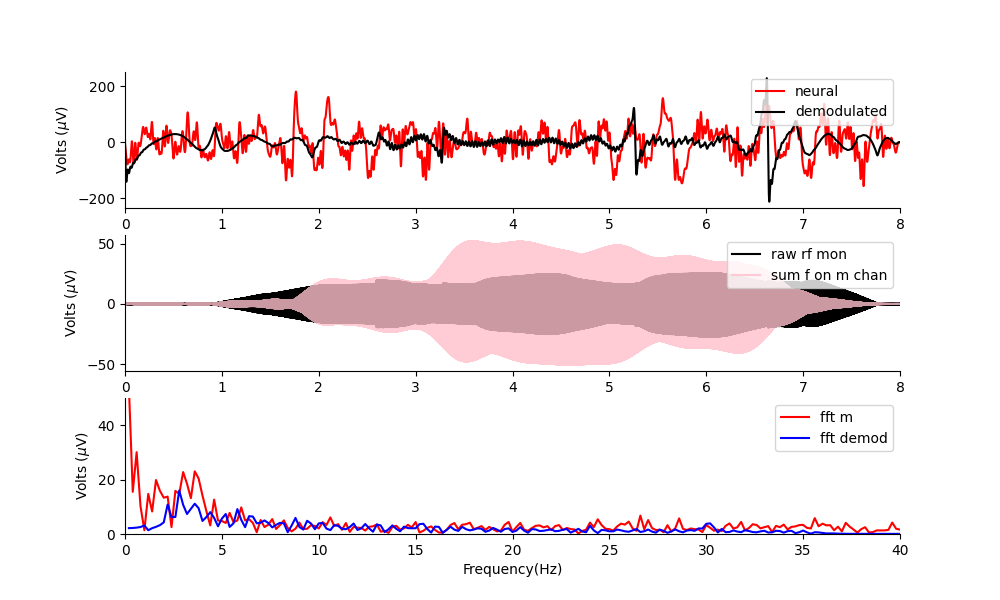 Volts (μV)
200
0
−200
neural
demodulated
0 1 2 3 4 5 6 7 8
Volts (μV)
50
0
−50
raw rf mon
sum f on m chan
0 1 2 3 4 5 6 7 8
Volts (μV)
40
20
0
fft m
fft demod
0 5 10 15 20 25 30 35 40
Frequency(Hz)